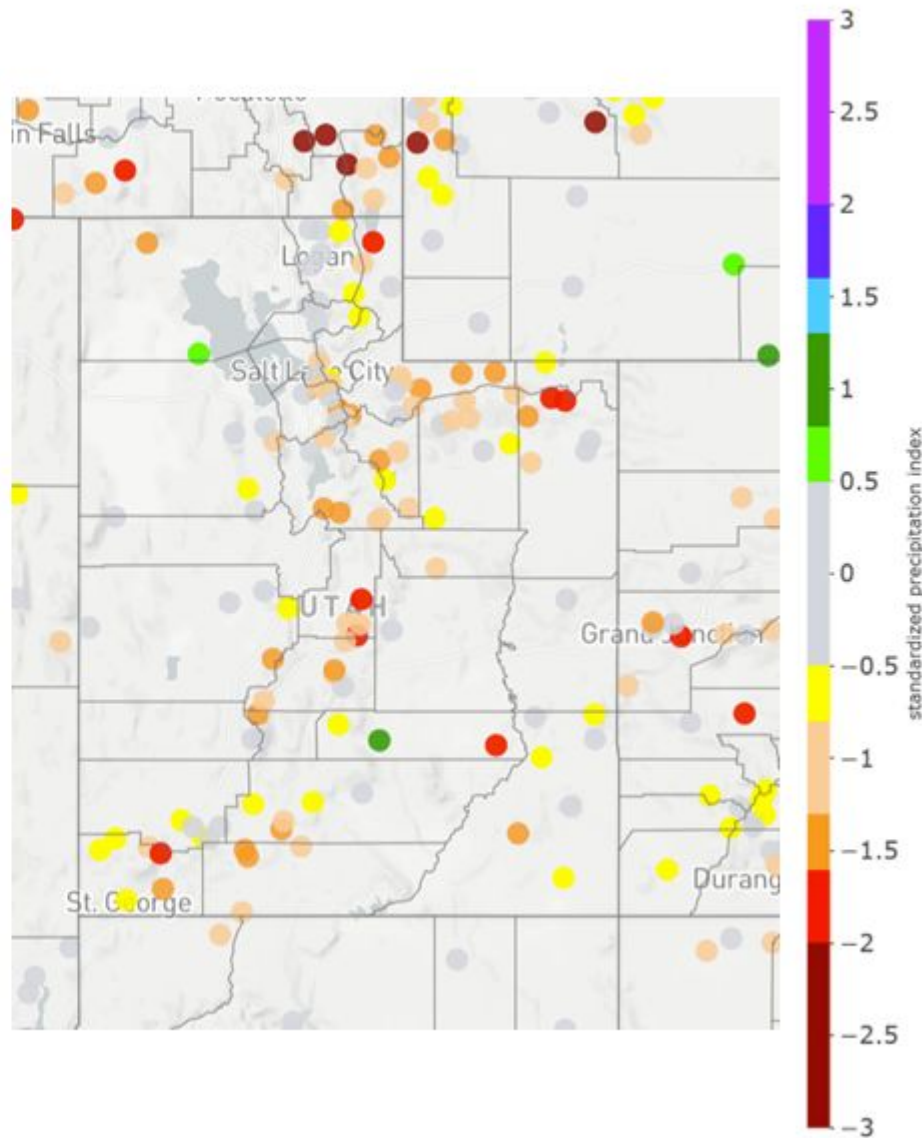 3
2.5
in Falls
2
Logan
1.5
Salt Lake City
1
0.5
0
UTAH
Grand Junction
−0.5
−1
−1.5
Durang
St. George
−2
−2.5
−3
standardized precipitation index